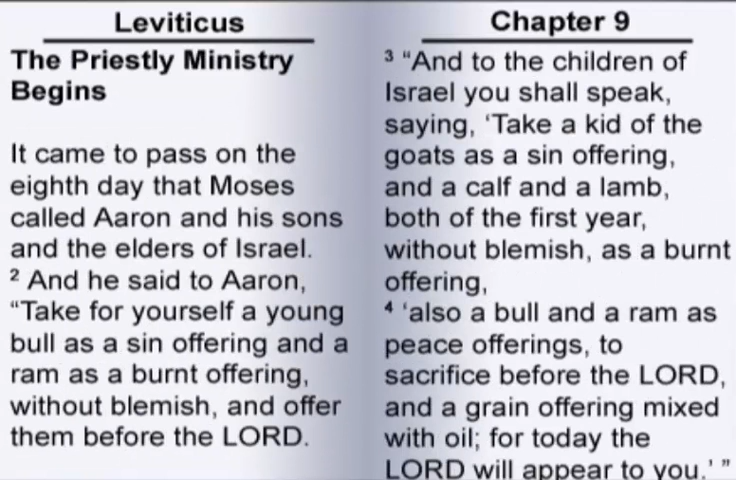 Leviticus
The Priestly Ministry
Begins
It came to pass on the
eighth day that Moses
called Aaron and his sons
and the elders of Israel.
² And he said to Aaron,
“Take for yourself a young
bull as a sin offering and a
ram as a burnt offering,
without blemish, and offer
them before the LORD.
Chapter 9
³ “And to the children of
Israel you shall speak,
saying, ‘Take a kid of the
goats as a sin offering,
and a calf and a lamb,
both of the first year,
without blemish, as a burnt
offering,
⁴ ‘also a bull and a ram as
peace offerings, to
sacrifice before the LORD,
and a grain offering mixed
with oil; for today the
LORD will appear to you.’ ”